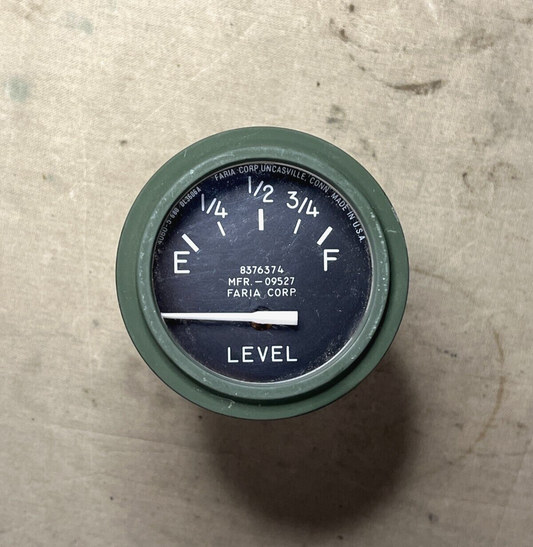 FARIA CORP. UNCASVILLE, CONN. MADE IN U.S.A.
1/4 1/2 3/4
E F
8376374
MFR.—09527
FARIA CORP.
LEVEL